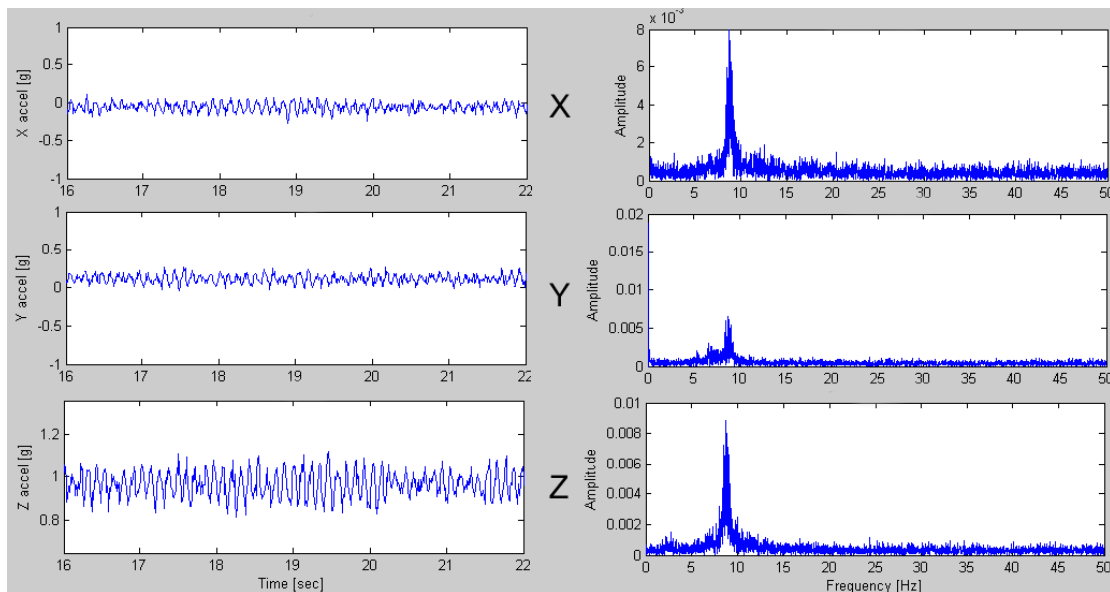 x 10⁻³
X accel [g]
1
0.5
0
-0.5
-1
16 17 18 19 20 21 22
X
Amplitude
8
6
4
2
0
0 5 10 15 20 25 30 35 40 45 50
Y accel [g]
1
0.5
0
-0.5
-1
16 17 18 19 20 21 22
Y
Amplitude
0.02
0.015
0.01
0.005
0
0 5 10 15 20 25 30 35 40 45 50
Z accel [g]
1.2
1
0.8
16 17 18 19 20 21 22
Time [sec]
Z
Amplitude
0.01
0.008
0.006
0.004
0.002
0
0 5 10 15 20 25 30 35 40 45 50
Frequency [Hz]